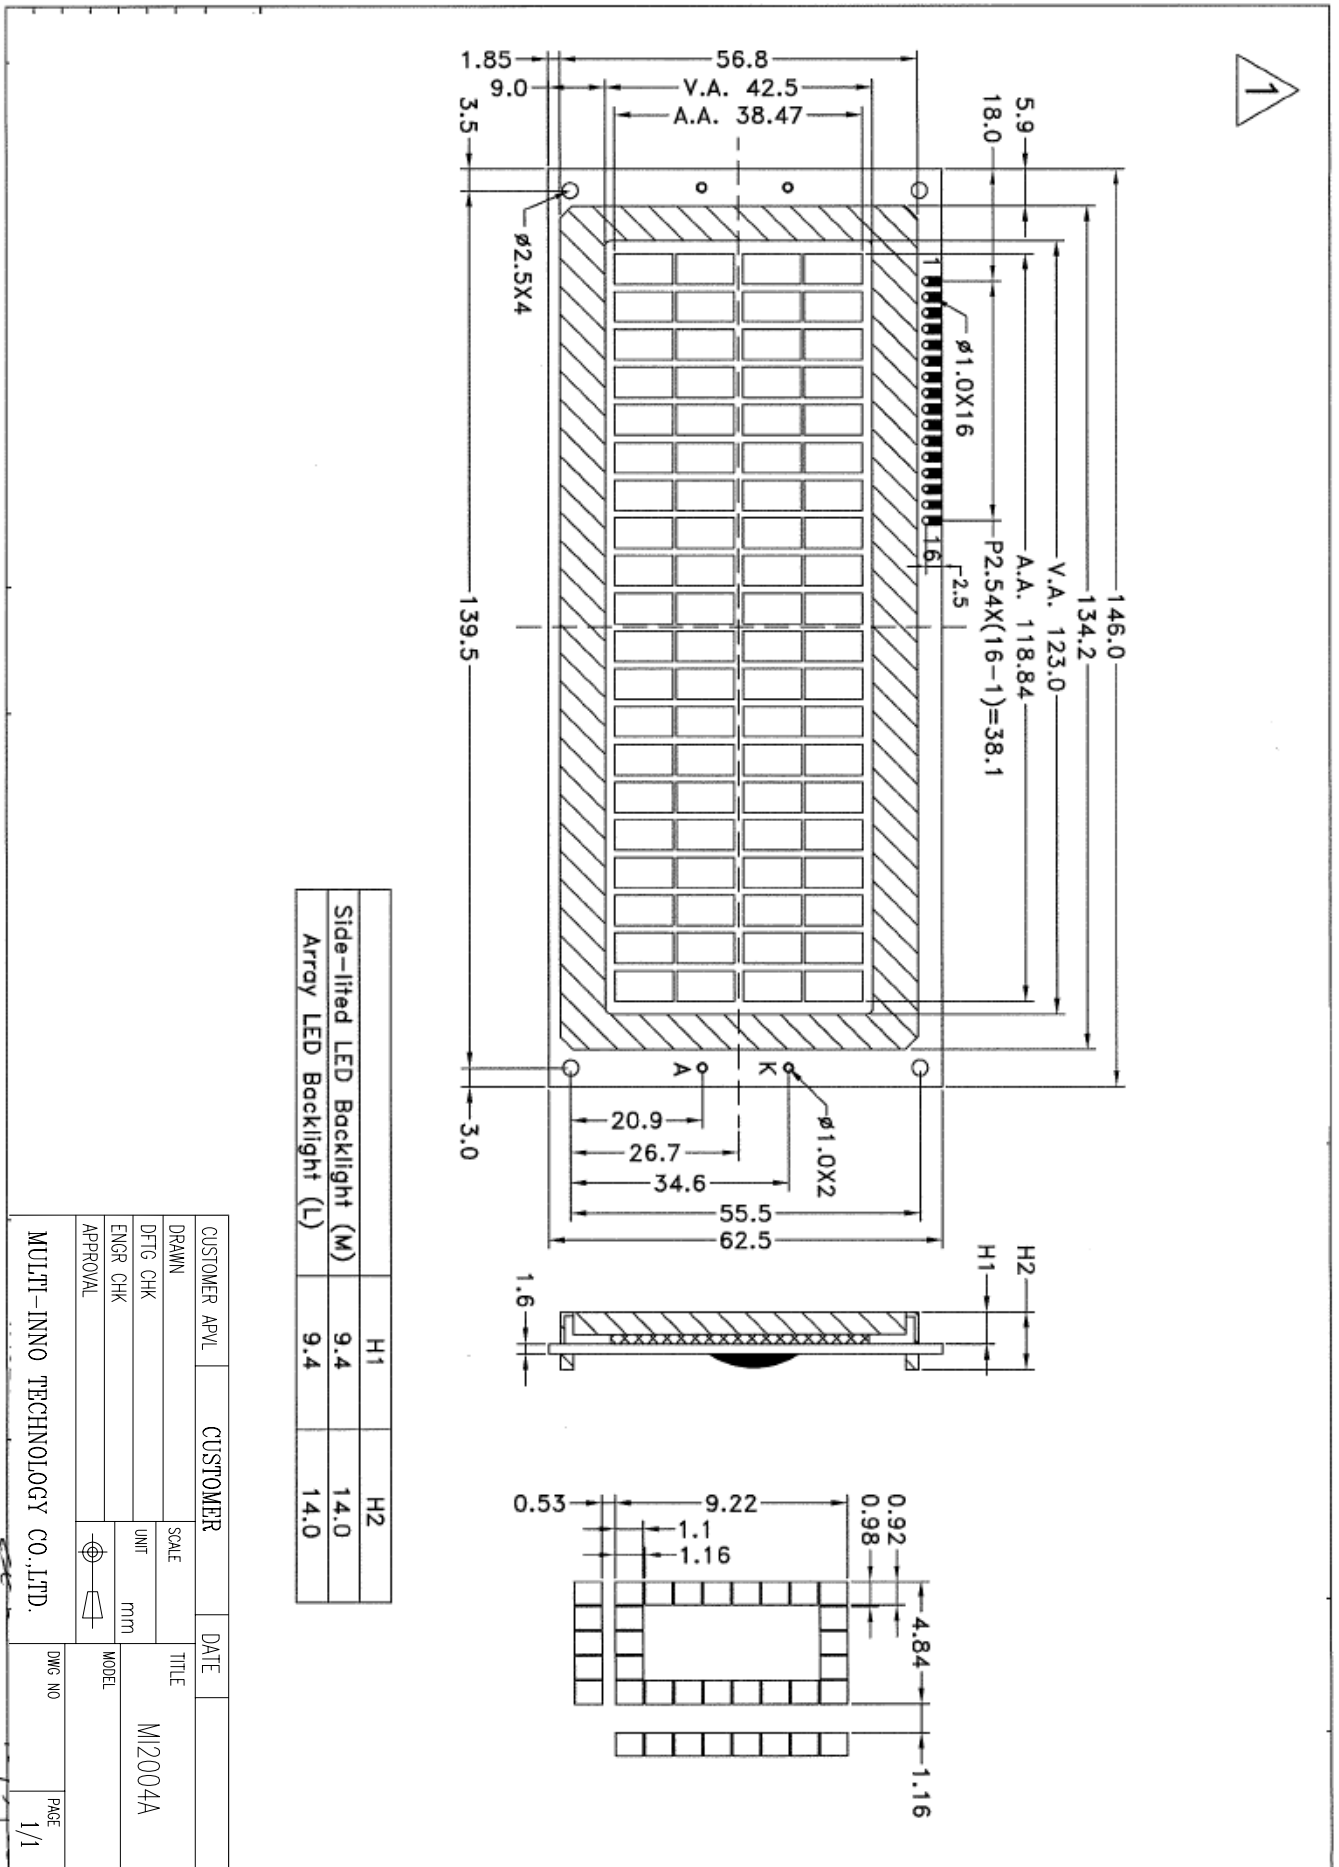 1
146.0
134.2
V.A. 123.0
A.A. 118.84
5.9
18.0
P2.54X(16-1)=38.1
2.5
ø1.0X16
1
16
56.8
V.A. 42.5
A.A. 38.47
1.85
9.0
3.5
ø2.5X4
139.5
3.0
K
A
ø1.0X2
20.9
26.7
34.6
55.5
62.5
H2
H1
1.6
0.92
0.98
4.84
1.16
9.22
1.1
1.16
0.53
H1 H2
Side-lited LED Backlight (M) 9.4 14.0
Array LED Backlight (L) 9.4 14.0
CUSTOMER APVL CUSTOMER DATE
DRAWN
DFTG CHK
ENGR CHK
APPROVAL
SCALE
UNIT mm
TITLE
MI2004A
MODEL
MULTI-INNO TECHNOLOGY CO.,LTD.
DWG NO
PAGE
1/1